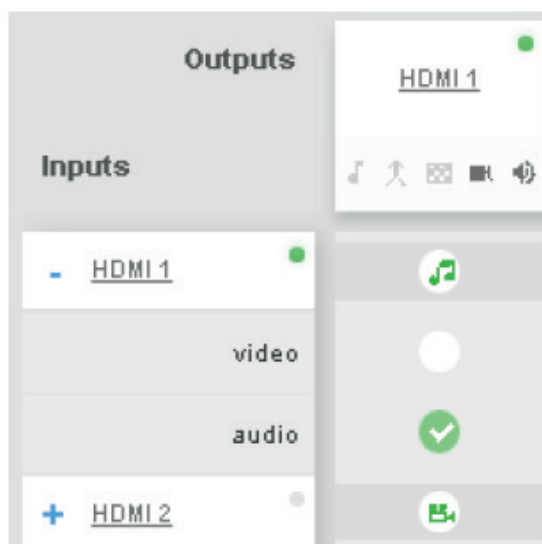 Outputs
HDMI 1
Inputs
- HDMI 1
video
audio
+ HDMI 2